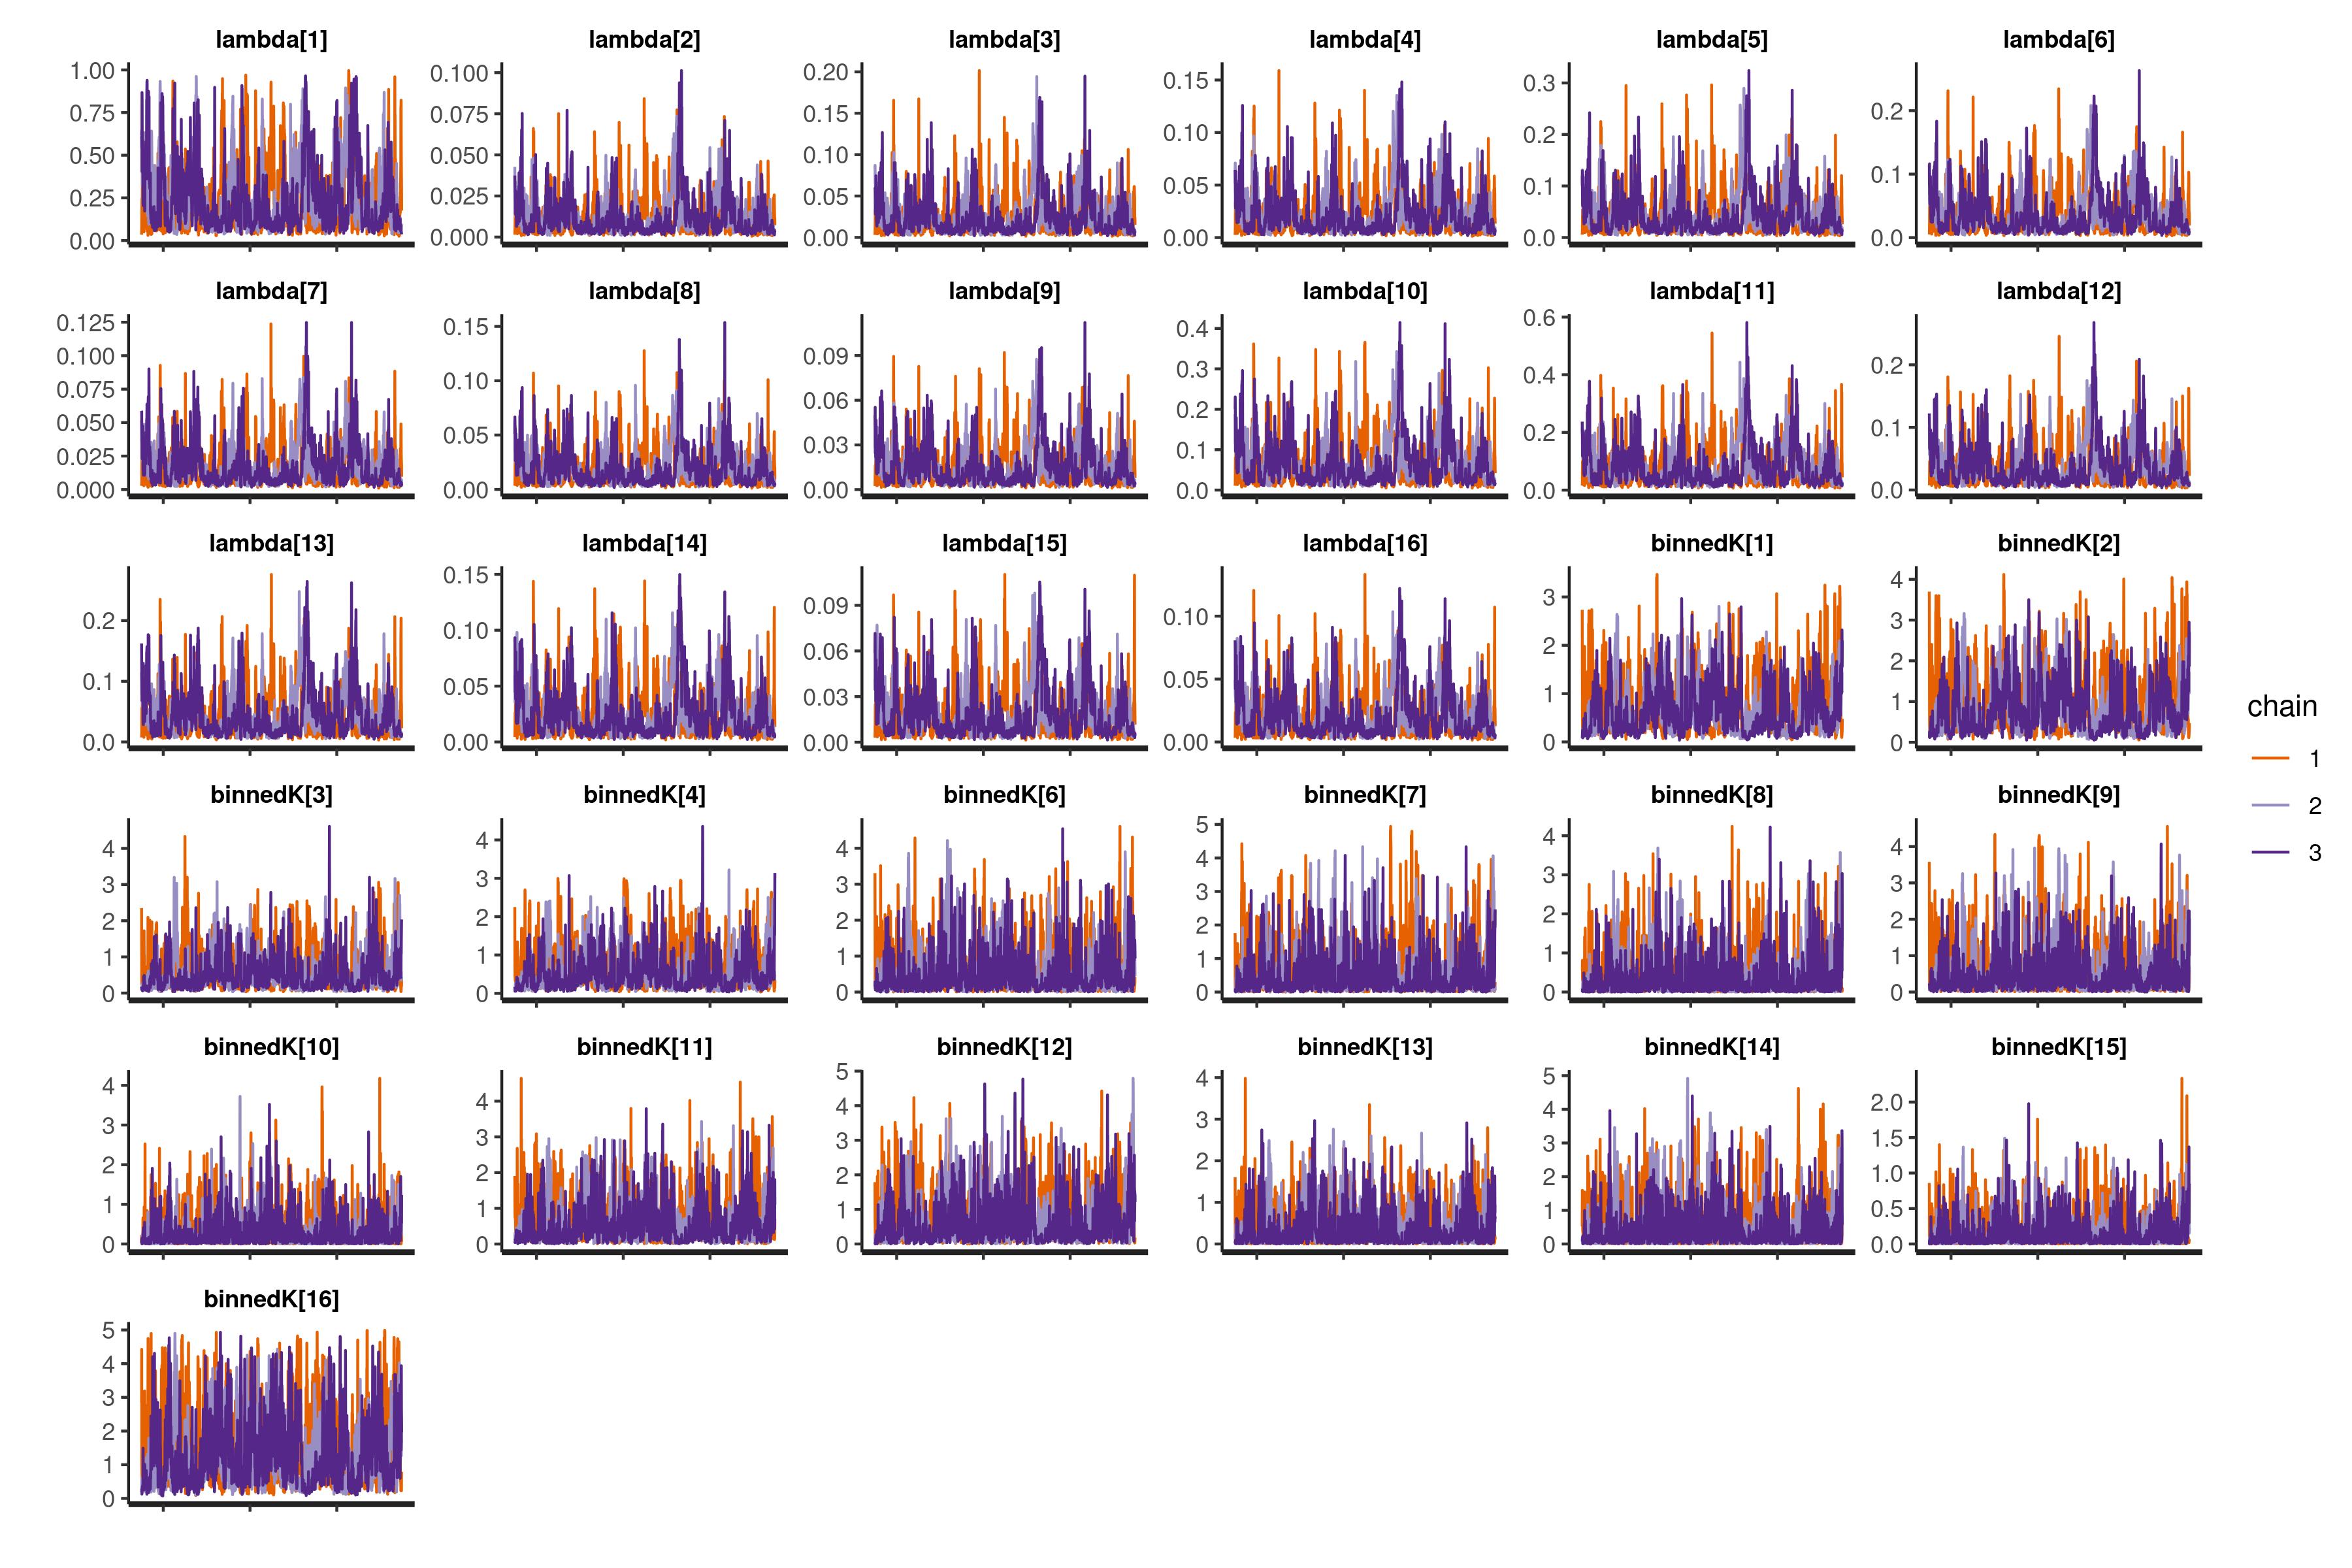 lambda[1] lambda[2] lambda[3] lambda[4] lambda[5] lambda[6]
1.00 0.100 0.20 0.15 0.3 0.2
0.75 0.075 0.15 0.10 0.2 0.1
0.50 0.050 0.10 0.05 0.1 0.0
0.25 0.025 0.05 0.00 0.0
0.00 0.000 0.00
lambda[7] lambda[8] lambda[9] lambda[10] lambda[11] lambda[12]
0.125 0.15 0.09 0.4 0.6 0.2
0.100 0.10 0.06 0.3 0.4 0.1
0.075 0.05 0.03 0.2 0.2 0.0
0.050 0.00 0.00 0.1 0.0
0.025 0.0
0.000
lambda[13] lambda[14] lambda[15] lambda[16] binnedK[1] binnedK[2]
0.2 0.15 0.09 0.10 3 4
0.1 0.10 0.06 0.05 2 3
0.0 0.05 0.03 0.00 1 2
0.00 0.00 0 1
0
chain
1
2
3
binnedK[3] binnedK[4] binnedK[6] binnedK[7] binnedK[8] binnedK[9]
4 4 4 5 4 4
3 3 3 4 3 3
2 2 2 3 2 2
1 1 1 2 1 1
0 0 0 1 0 0
0
binnedK[10] binnedK[11] binnedK[12] binnedK[13] binnedK[14] binnedK[15]
4 4 5 4 5 2.0
3 3 4 3 4 1.5
2 2 3 2 3 1.0
1 1 2 1 2 0.5
0 0 1 0 1 0.0
0 0
binnedK[16]
5
4
3
2
1
0